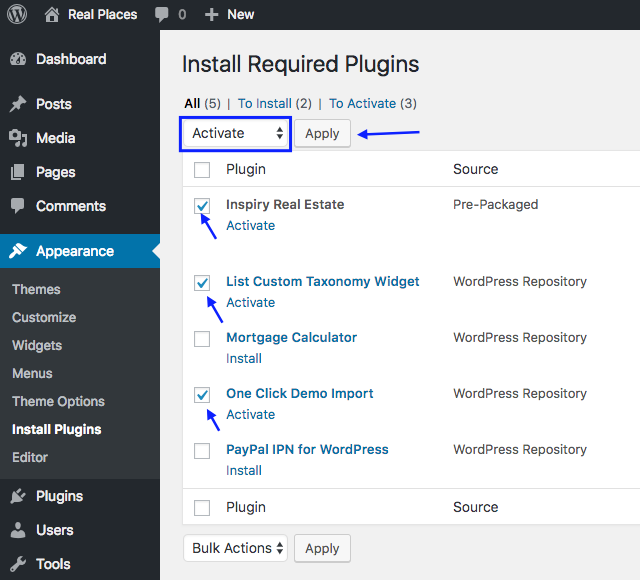 Real Places 0 New
Dashboard
Posts
Media
Pages
Comments
Appearance
Themes
Customize
Widgets
Menus
Theme Options
Install Plugins
Editor
Plugins
Users
Tools
Install Required Plugins
All (5) | To Install (2) | To Activate (3)
Activate Apply
Plugin Source
Inspiry Real Estate Pre-Packaged
Activate
List Custom Taxonomy Widget WordPress Repository
Activate
Mortgage Calculator WordPress Repository
Install
One Click Demo Import WordPress Repository
Activate
PayPal IPN for WordPress WordPress Repository
Install
Plugin Source
Bulk Actions Apply